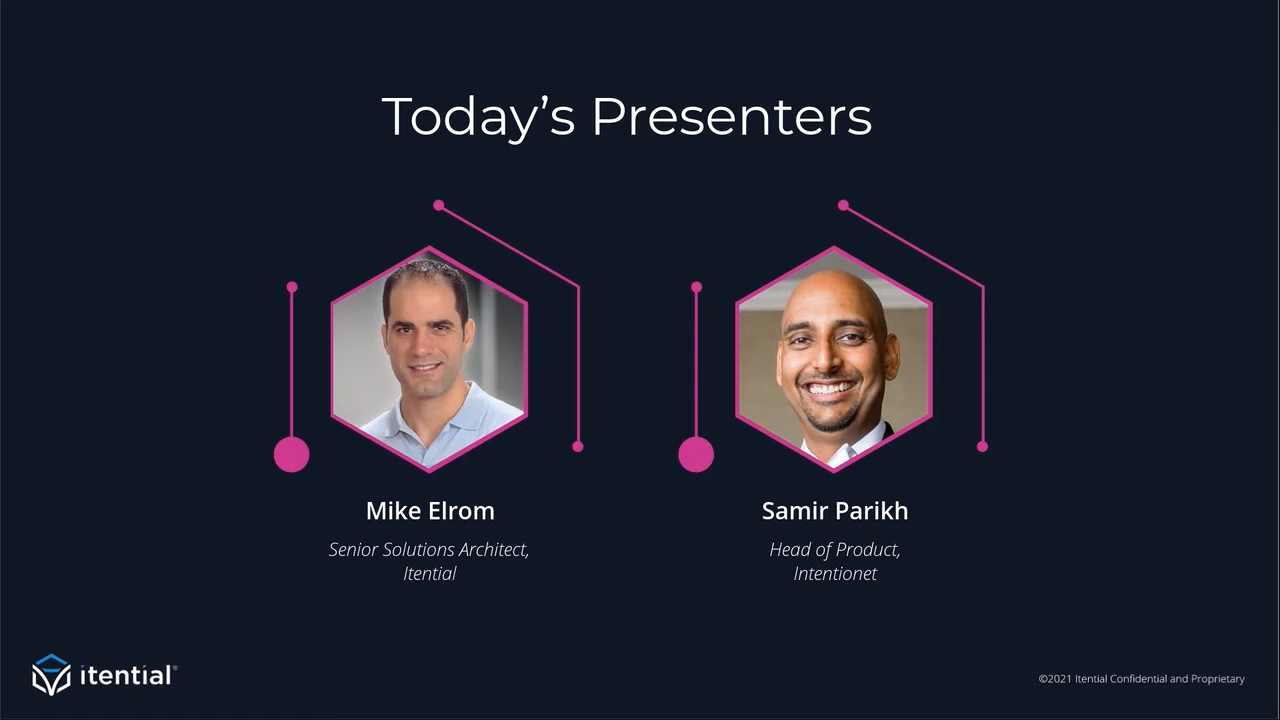 Today’s Presenters
Mike Elrom
Senior Solutions Architect,
Itential
Samir Parikh
Head of Product,
Intentionet
itential®
©2021 Itential Confidential and Proprietary